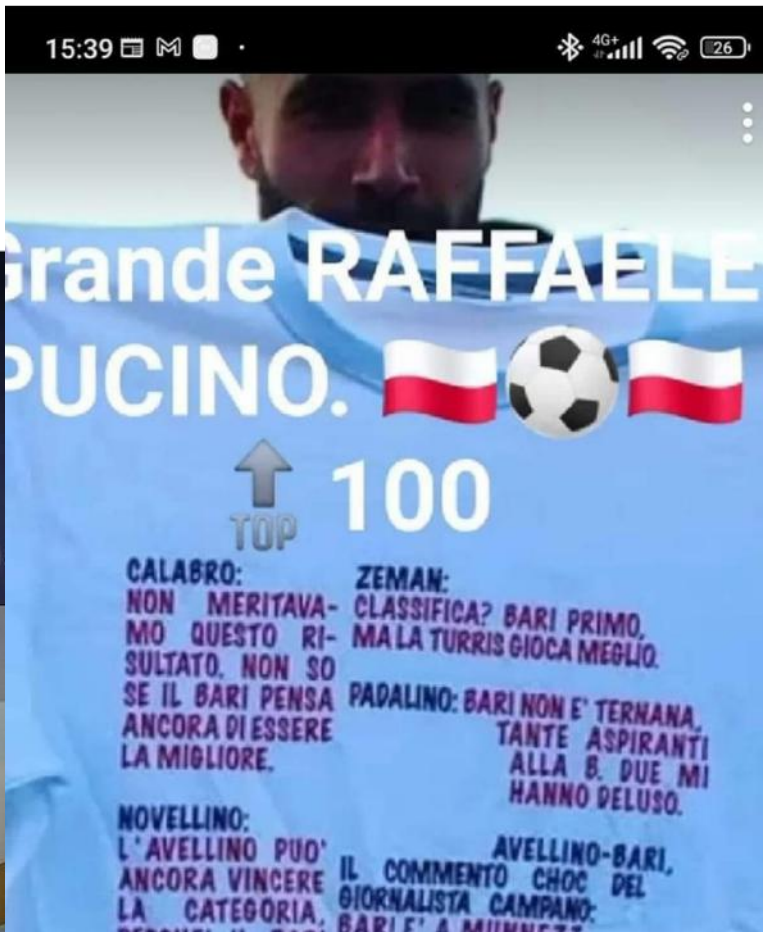 15:39
4G+
26
Grande RAFFAELE
PUCINO.
TOP 100
CALABRO:
NON MERITAVA-
MO QUESTO RI-
SULTATO. NON SO
SE IL BARI PENSA
ANCORA DI ESSERE
LA MIGLIORE.
NOVELLINO:
L'AVELLINO PUO'
ANCORA VINCERE
LA CATEGORIA,
ZEMAN:
CLASSIFICA? BARI PRIMO,
MA LA TURRIS GIOCA MEGLIO.
PADALINO: BARI NON E' TERNANA,
TANTE ASPIRANTI
ALLA B. DUE MI
HANNO DELUSO.
AVELLINO-BARI,
IL COMMENTO CHOC DEL
GIORNALISTA CAMPANO:
BARI E' A MUNNEZZ